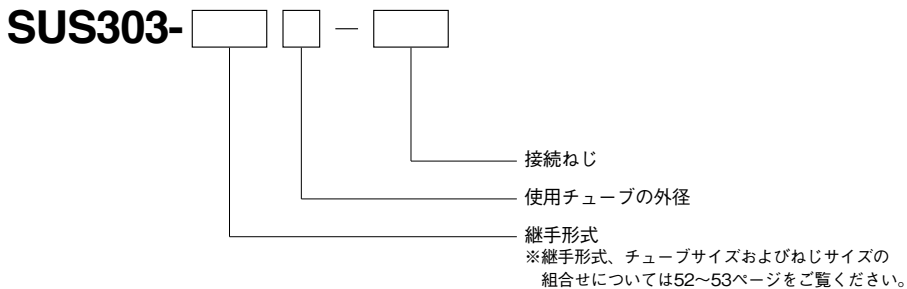 SUS303-□□－□
接続ねじ
使用チューブの外径
継手形式
※継手形式、チューブサイズおよびねじサイズの
組合せについては52〜53ページをご覧ください。